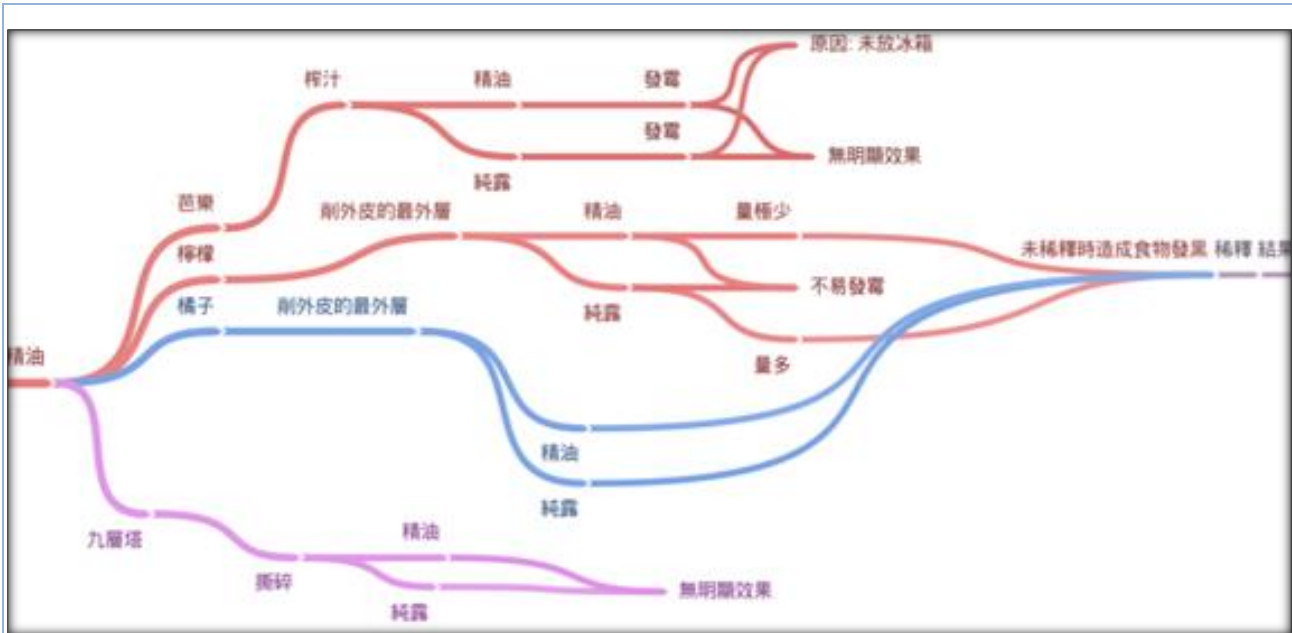 原因: 未放冰箱
榨汁
精油
發霉
發霉
無明顯效果
純露
芭樂
削外皮的最外層
精油
量極少
檸檬
未稀釋時造成食物發黑 稀釋 結果
不易發霉
橘子
削外皮的最外層
純露
精油
量多
精油
純露
九層塔
精油
撕碎
無明顯效果
純露